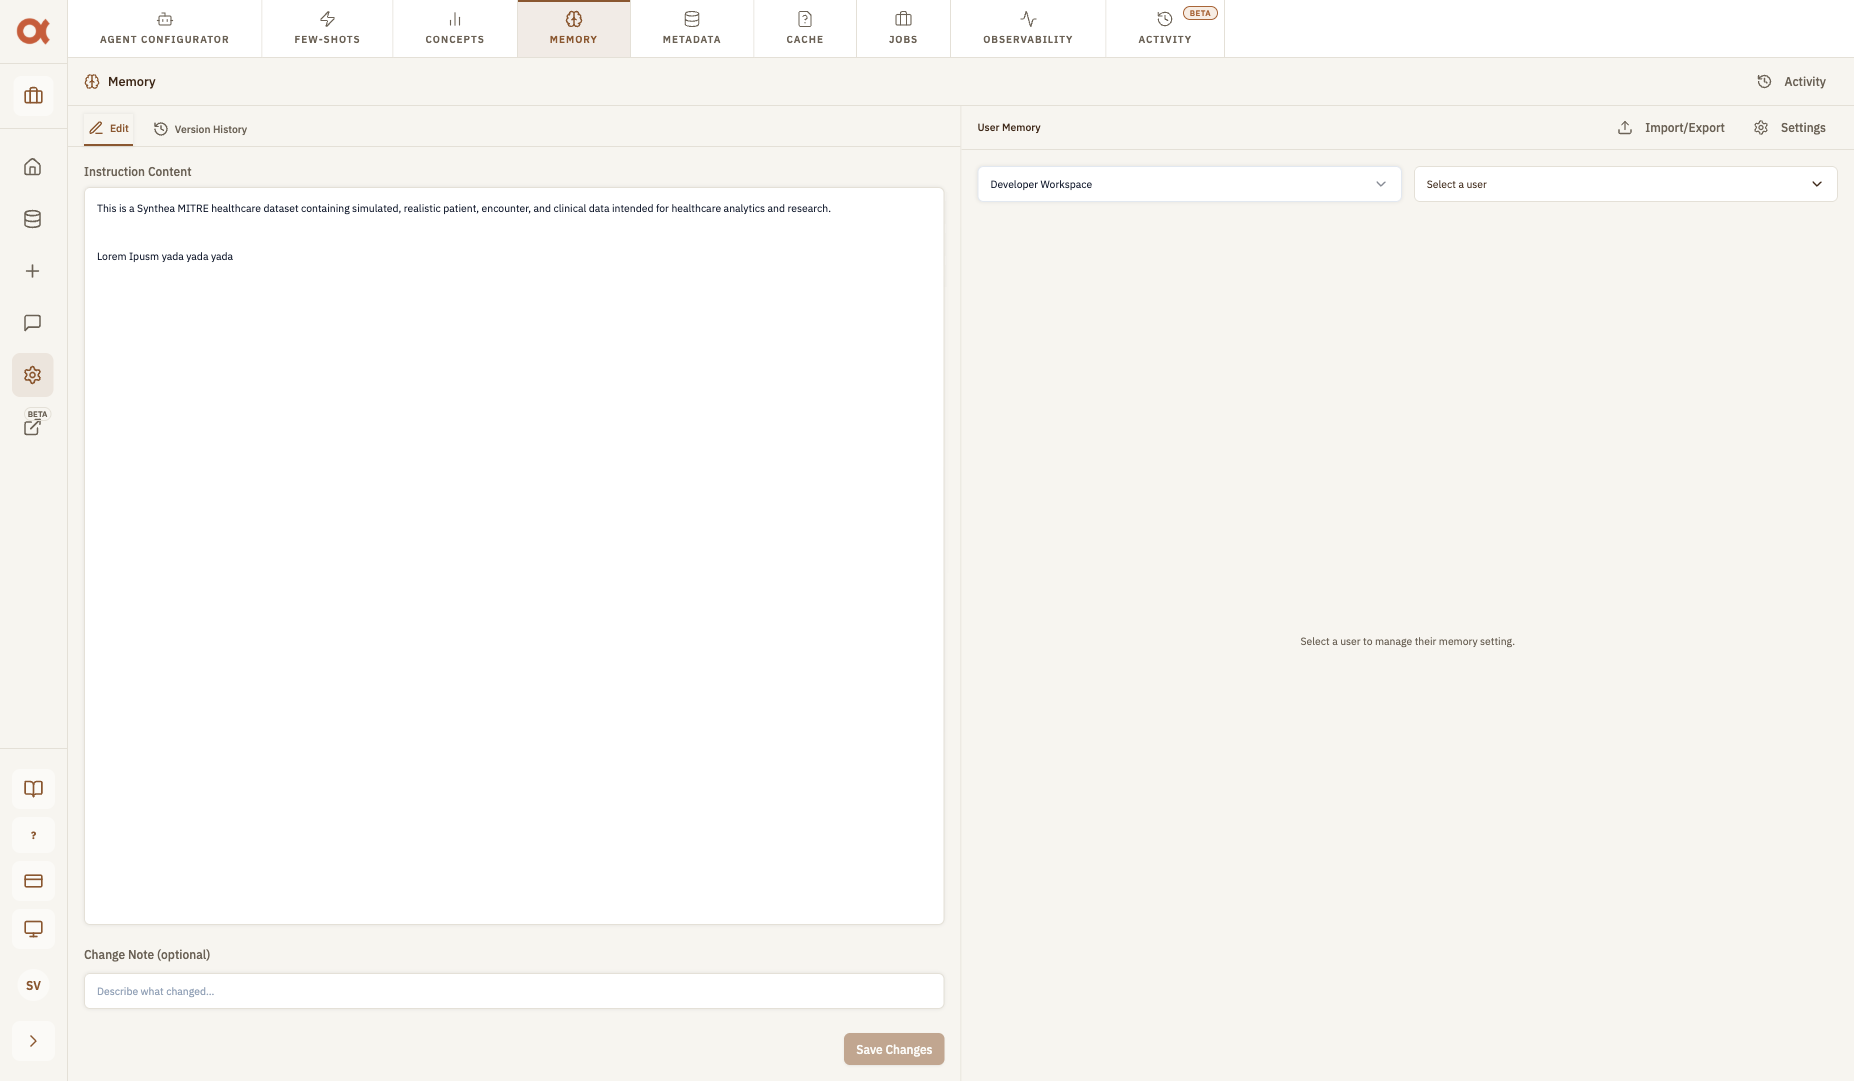 AGENT CONFIGURATOR
FEW-SHOTS
CONCEPTS
MEMORY
METADATA
CACHE
JOBS
OBSERVABILITY
BETA
ACTIVITY
Memory
Activity
Edit
Version History
User Memory
Import/Export
Settings
Instruction Content
This is a Synthea MITRE healthcare dataset containing simulated, realistic patient, encounter, and clinical data intended for healthcare analytics and research.
Lorem Ipusm yada yada yada
Developer Workspace
Select a user
Select a user to manage their memory setting.
BETA
?
SV
Change Note (optional)
Describe what changed...
Save Changes